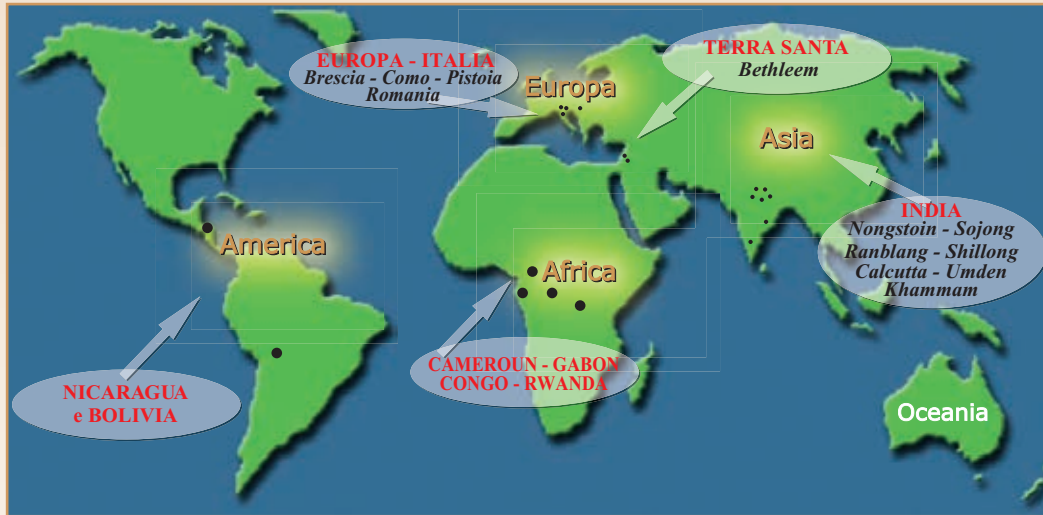 EUROPA - ITALIA
Brescia - Como - Pistoia
Romania
TERRA SANTA
Bethleem
Europa
Asia
INDIA
Nongstoin - Sojong
Ranblang - Shillong
Calcutta - Umden
Khammam
America
Africa
CAMEROUN - GABON
CONGO - RWANDA
NICARAGUA
e BOLIVIA
Oceania